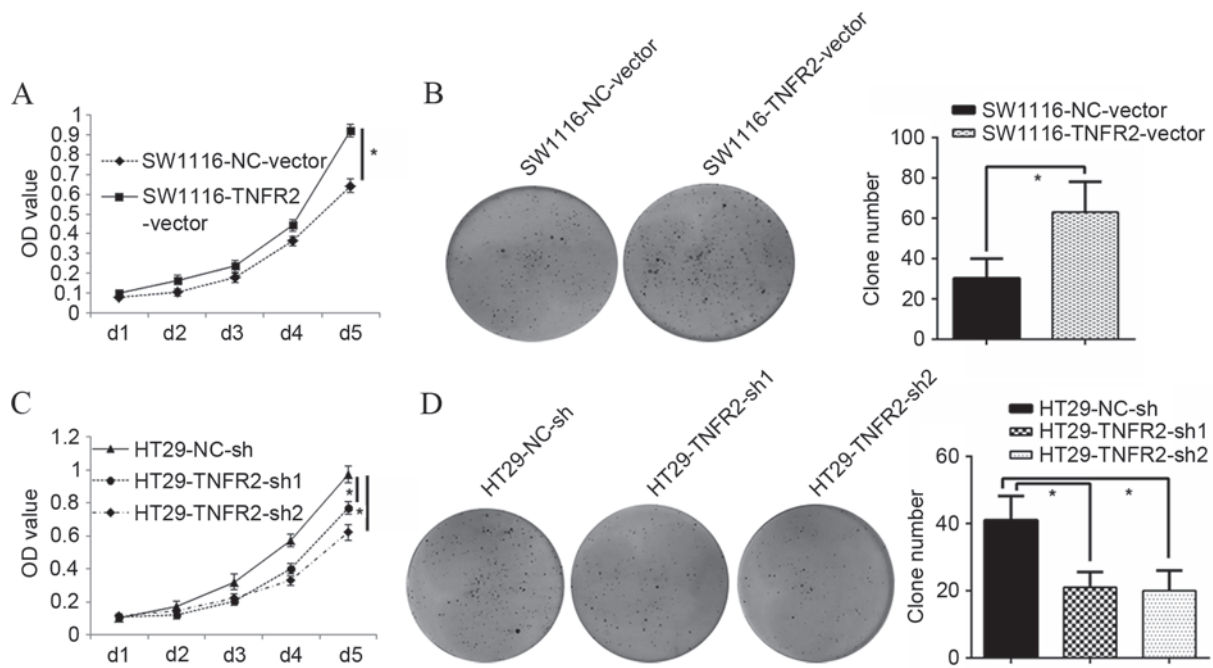 A
OD value
1
0.9
0.8
0.7
0.6
0.5
0.4
0.3
0.2
0.1
0
SW1116-NC-vector
SW1116-TNFR2
-vector
*
d1 d2 d3 d4 d5
B
SW1116-NC-vector
SW1116-TNFR2-vector
SW1116-NC-vector
SW1116-TNFR2-vector
Clone number
100
80
60
40
20
0
*
C
OD value
1.2
1
0.8
0.6
0.4
0.2
0
HT29-NC-sh
HT29-TNFR2-sh1
HT29-TNFR2-sh2
*
*
d1 d2 d3 d4 d5
D
HT29-NC-sh
HT29-TNFR2-sh1
HT29-TNFR2-sh2
HT29-NC-sh
HT29-TNFR2-sh1
HT29-TNFR2-sh2
Clone number
60
40
20
0
* *